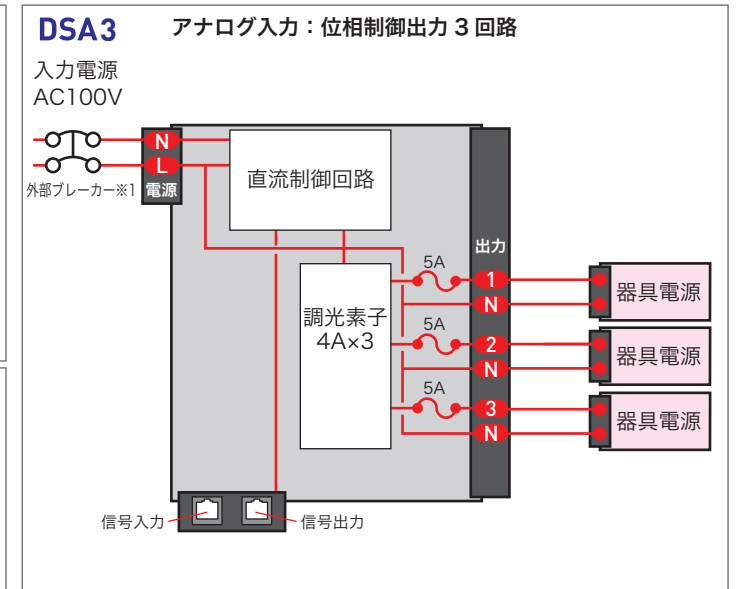 DSA3 アナログ入力：位相制御出力 3 回路
入力電源
AC100V
N
L
外部ブレーカー※1
電源
直流制御回路
調光素子
4A×3
出力
5A
1
N
5A
2
N
5A
3
N
器具電源
器具電源
器具電源
信号入力
信号出力